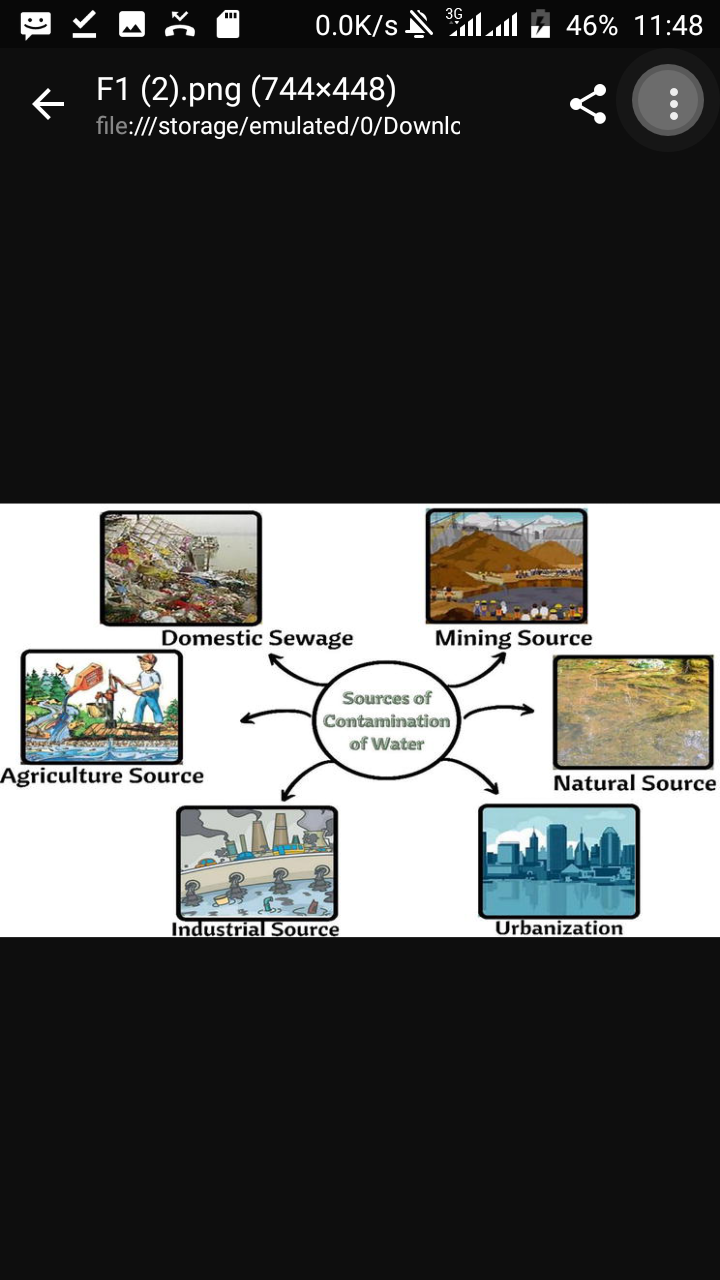 0.0K/s 3G 46% 11:48
F1 (2).png (744×448)
file:///storage/emulated/0/Downlo
Domestic Sewage
Mining Source
Sources of
Contamination
of Water
Agriculture Source
Natural Source
Industrial Source
Urbanization